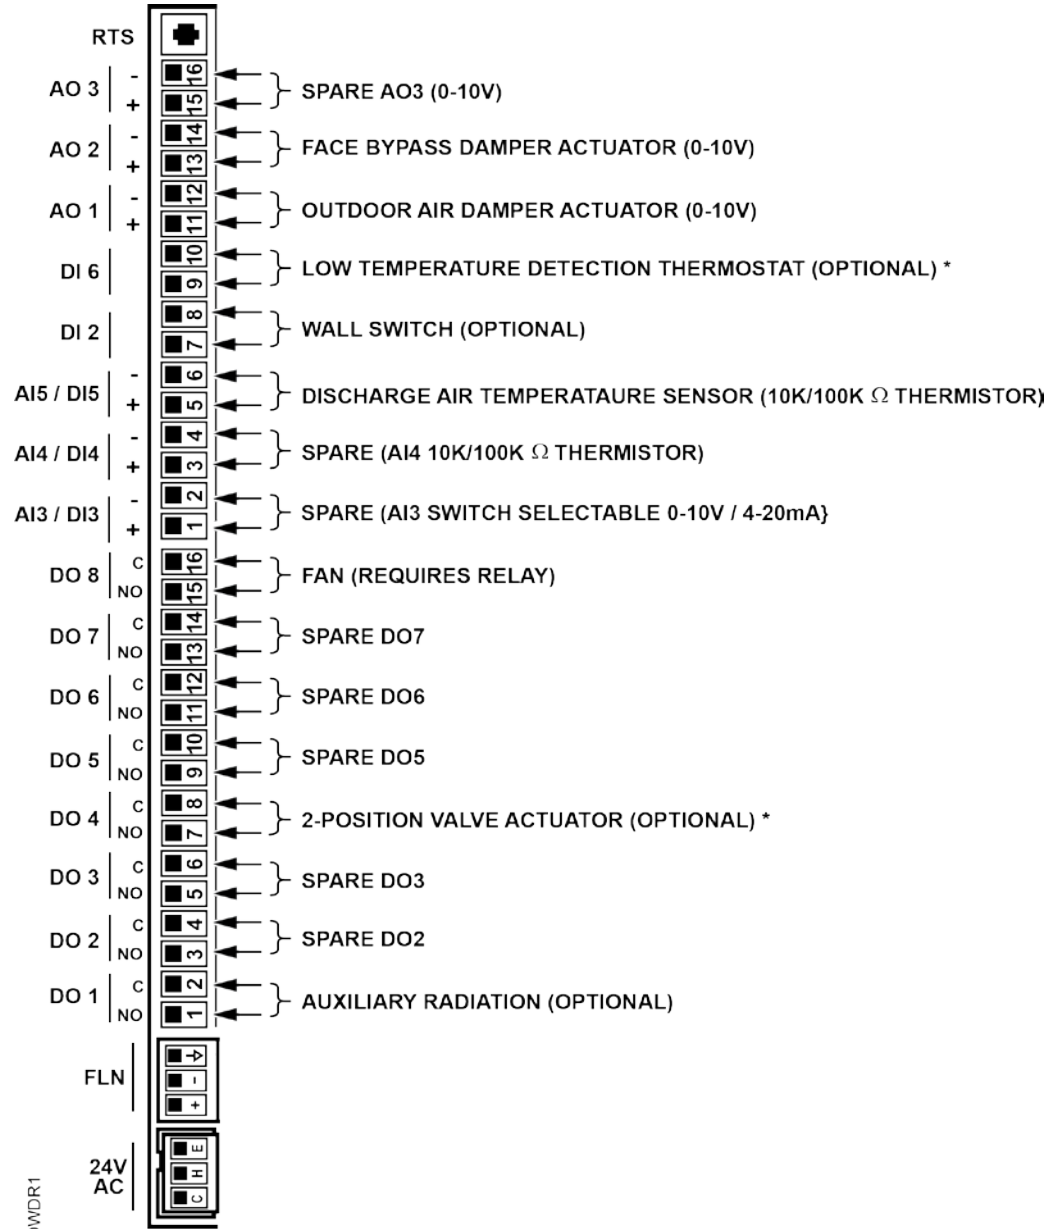 RTS
AO 3 - 16
+ 15
SPARE AO3 (0-10V)
AO 2 - 14
+ 13
FACE BYPASS DAMPER ACTUATOR (0-10V)
AO 1 - 12
+ 11
OUTDOOR AIR DAMPER ACTUATOR (0-10V)
DI 6 10
9
LOW TEMPERATURE DETECTION THERMOSTAT (OPTIONAL) *
DI 2 8
7
WALL SWITCH (OPTIONAL)
AI5 / DI5 - 6
+ 5
DISCHARGE AIR TEMPERATAURE SENSOR (10K/100K Ω THERMISTOR)
AI4 / DI4 - 4
+ 3
SPARE (AI4 10K/100K Ω THERMISTOR)
AI3 / DI3 - 2
+ 1
SPARE (AI3 SWITCH SELECTABLE 0-10V / 4-20mA}
DO 8 C 16
NO 15
FAN (REQUIRES RELAY)
DO 7 C 14
NO 13
SPARE DO7
DO 6 C 12
NO 11
SPARE DO6
DO 5 C 10
NO 9
SPARE DO5
DO 4 C 8
NO 7
2-POSITION VALVE ACTUATOR (OPTIONAL) *
DO 3 C 6
NO 5
SPARE DO3
DO 2 C 4
NO 3
SPARE DO2
DO 1 C 2
NO 1
AUXILIARY RADIATION (OPTIONAL)
FLN
-
+
24V
AC
E
H
C